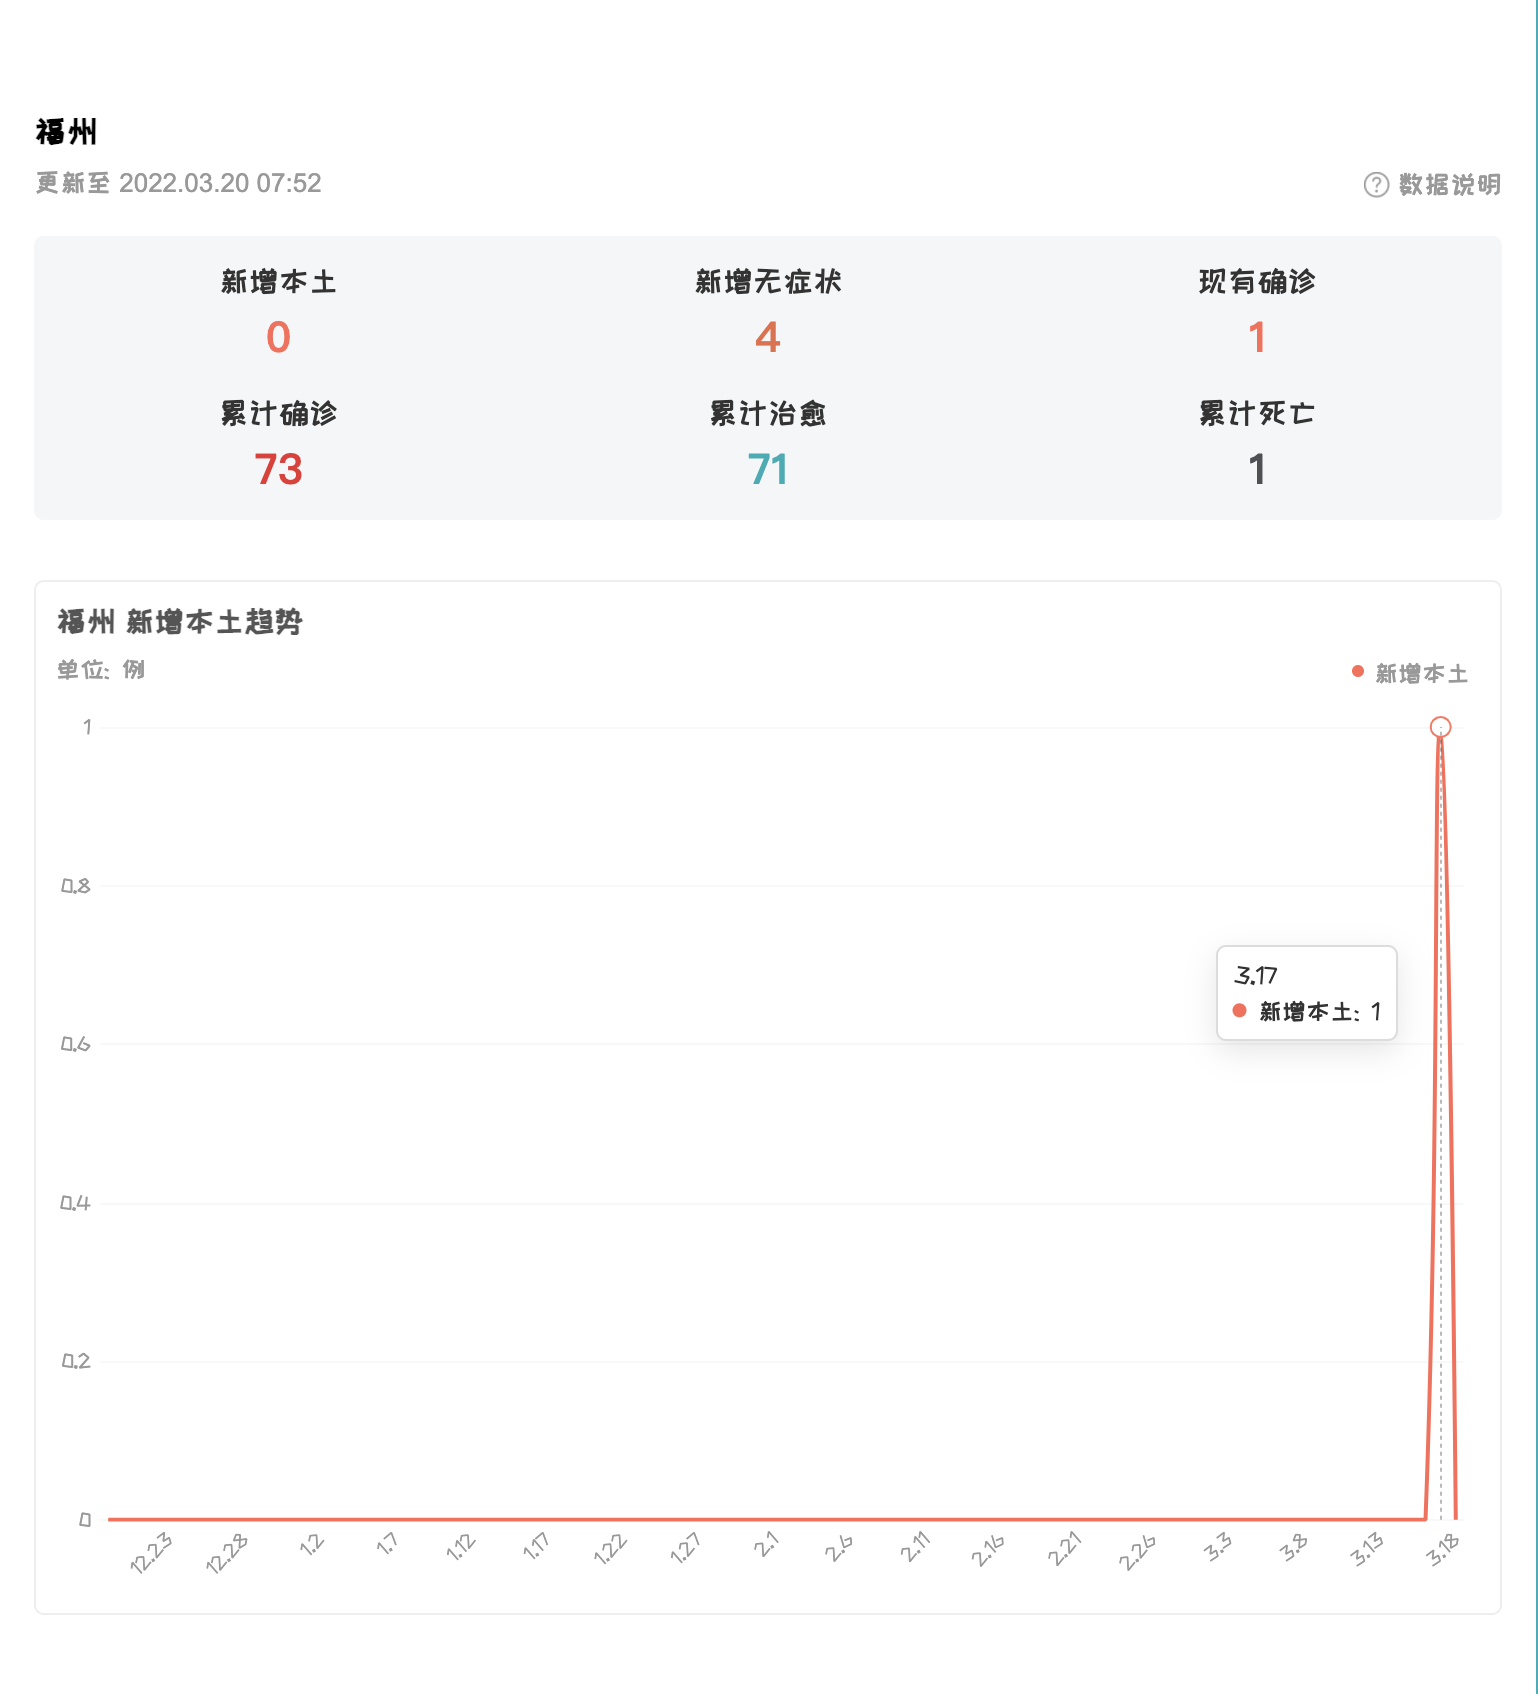 福州
更新至 2022.03.20 07:52
? 数据说明
新增本土 新增无症状 现有确诊
0 4 1
累计确诊 累计治愈 累计死亡
73 71 1
福州 新增本土趋势
单位: 例
新增本土
1
0.8
3.17
新增本土: 1
0.6
0.4
0.2
0
12.23 12.28 1.2 1.7 1.12 1.17 1.22 1.27 2.1 2.6 2.11 2.16 2.21 2.26 3.3 3.8 3.13 3.18